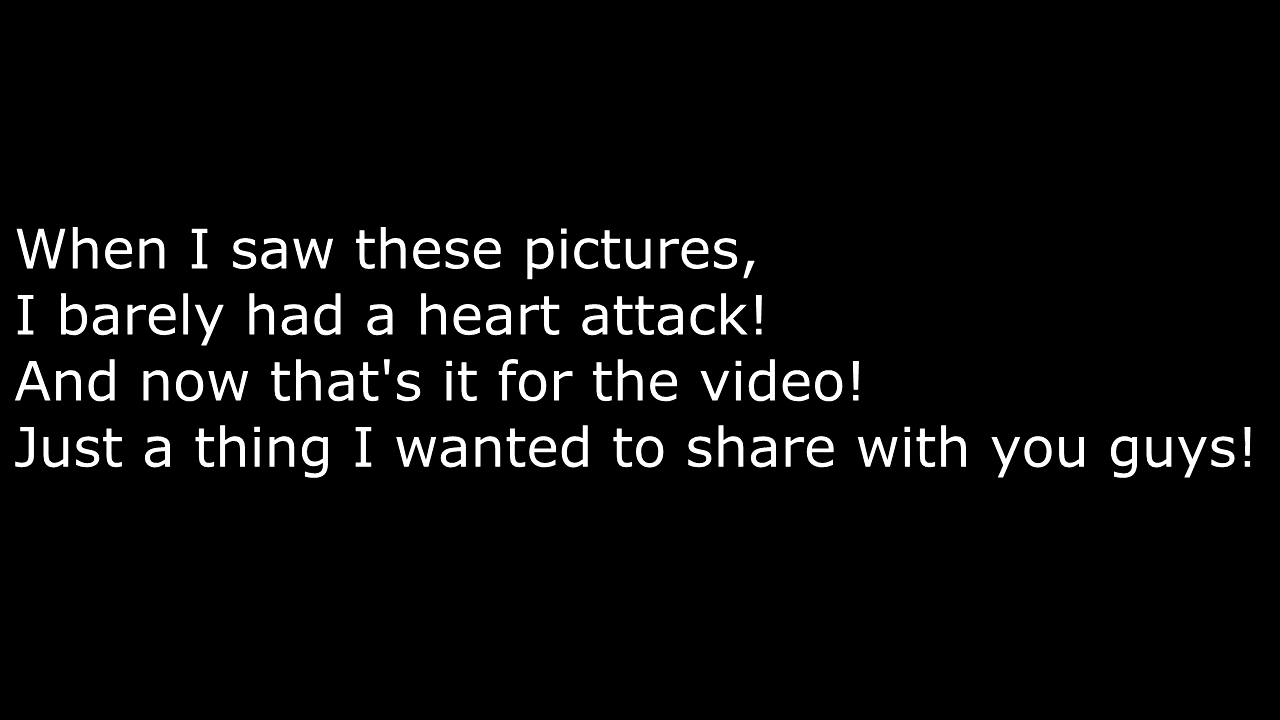 When I saw these pictures,
I barely had a heart attack!
And now that's it for the video!
Just a thing I wanted to share with you guys!